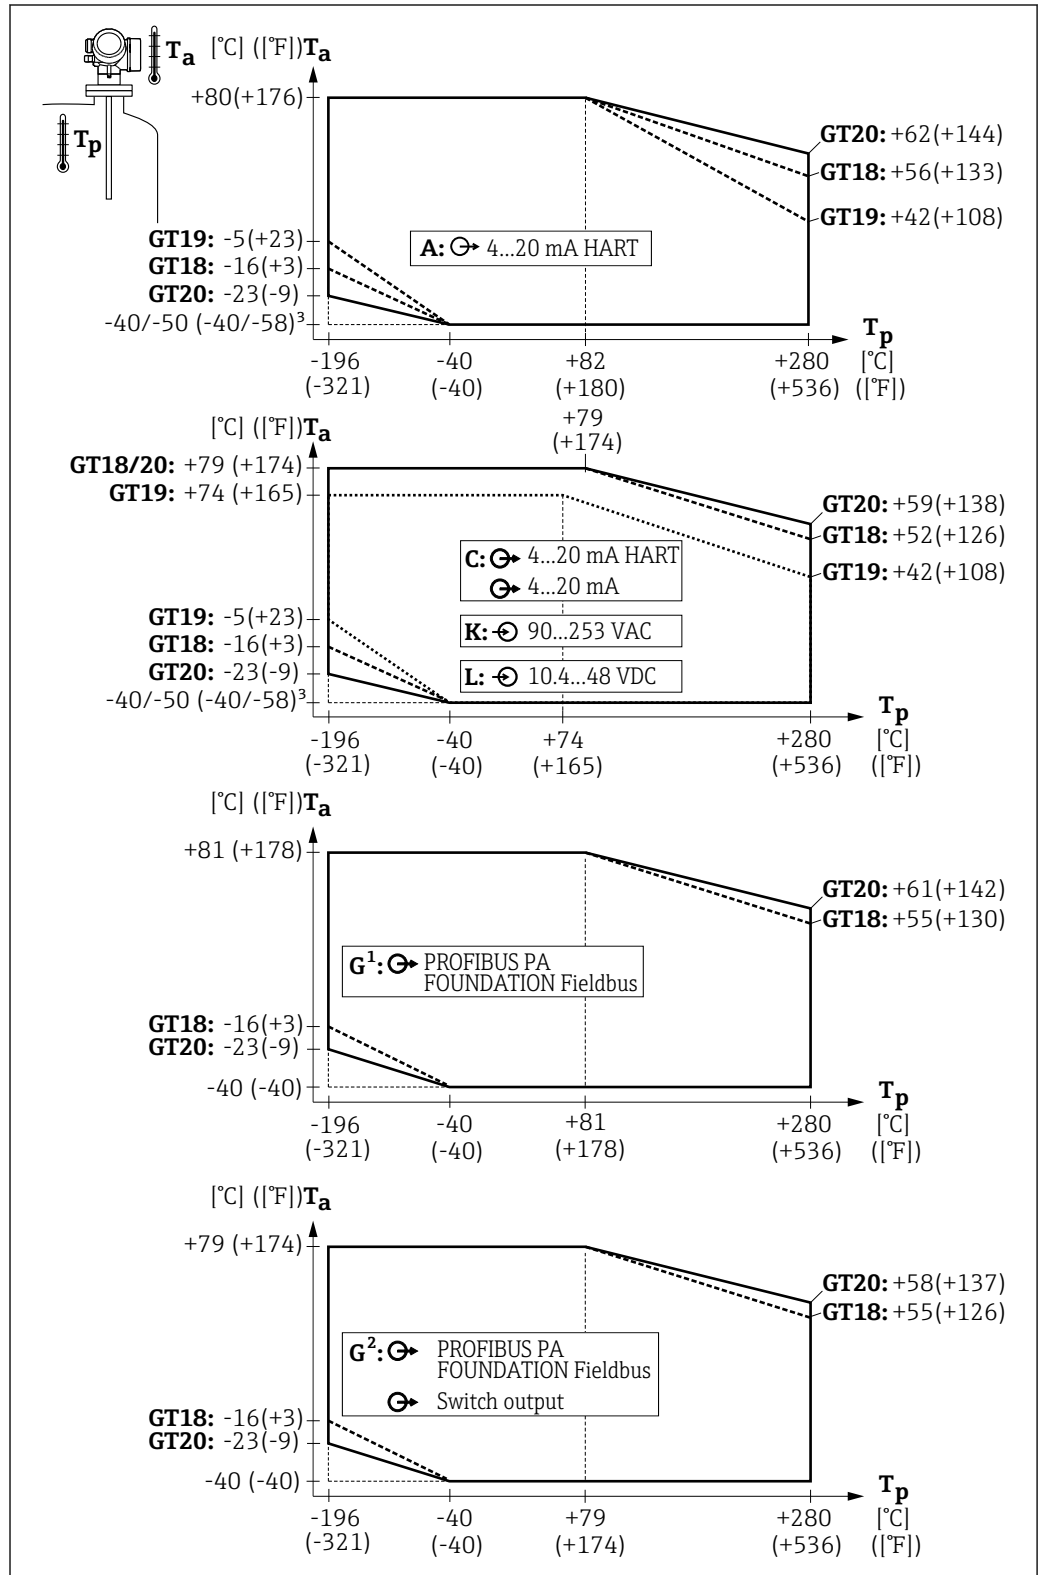 Ta [°C] ([°F])Ta
Tp
+80(+176)
GT20: +62(+144)
GT18: +56(+133)
GT19: +42(+108)
GT19: -5(+23)
A: 4...20 mA HART
GT18: -16(+3)
GT20: -23(-9)
-40/-50 (-40/-58)³
Tp
-196 -40 +82 +280 [°C]
(-321) (-40) (+180) (+536) ([°F])
+79
(+174)
[°C] ([°F])Ta
GT18/20: +79 (+174)
GT19: +74 (+165)
GT20: +59(+138)
GT18: +52(+126)
GT19: +42(+108)
C: 4...20 mA HART
4...20 mA
K: 90...253 VAC
L: 10.4...48 VDC
GT19: -5(+23)
GT18: -16(+3)
GT20: -23(-9)
-40/-50 (-40/-58)³
Tp
-196 -40 +74 +280 [°C]
(-321) (-40) (+165) (+536) ([°F])
[°C] ([°F])Ta
+81 (+178)
GT20: +61(+142)
GT18: +55(+130)
G¹: PROFIBUS PA
FOUNDATION Fieldbus
GT18: -16(+3)
GT20: -23(-9)
-40 (-40)
Tp
-196 -40 +81 +280 [°C]
(-321) (-40) (+178) (+536) ([°F])
[°C] ([°F])Ta
+79 (+174)
GT20: +58(+137)
GT18: +55(+126)
G²: PROFIBUS PA
FOUNDATION Fieldbus
Switch output
GT18: -16(+3)
GT20: -23(-9)
-40 (-40)
Tp
-196 -40 +79 +280 [°C]
(-321) (-40) (+174) (+536) ([°F])